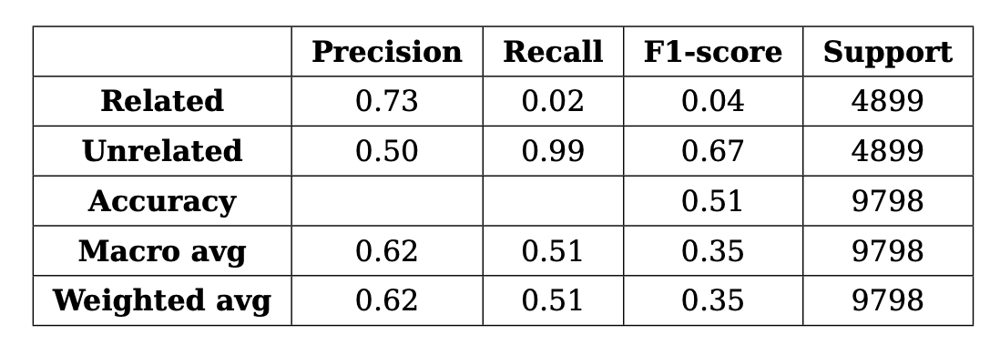 Precision Recall F1-score Support
Related 0.73 0.02 0.04 4899
Unrelated 0.50 0.99 0.67 4899
Accuracy 0.51 9798
Macro avg 0.62 0.51 0.35 9798
Weighted avg 0.62 0.51 0.35 9798